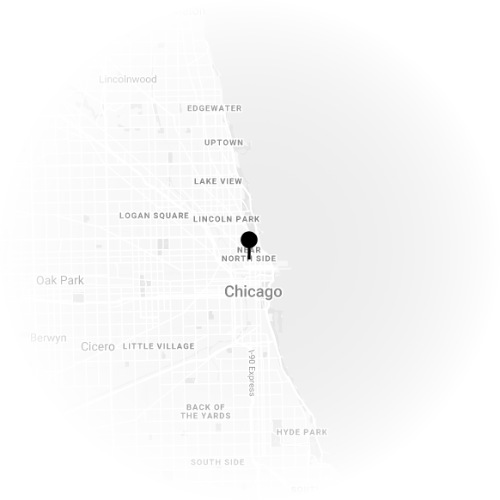 Lincolnwood
EDGEWATER
UPTOWN
LAKE VIEW
LOGAN SQUARE
LINCOLN PARK
NEAR
NORTH SIDE
Oak Park
Chicago
Berwyn
Cicero
LITTLE VILLAGE
I-90 Express
BACK OF
THE YARDS
HYDE PARK
SOUTH SIDE